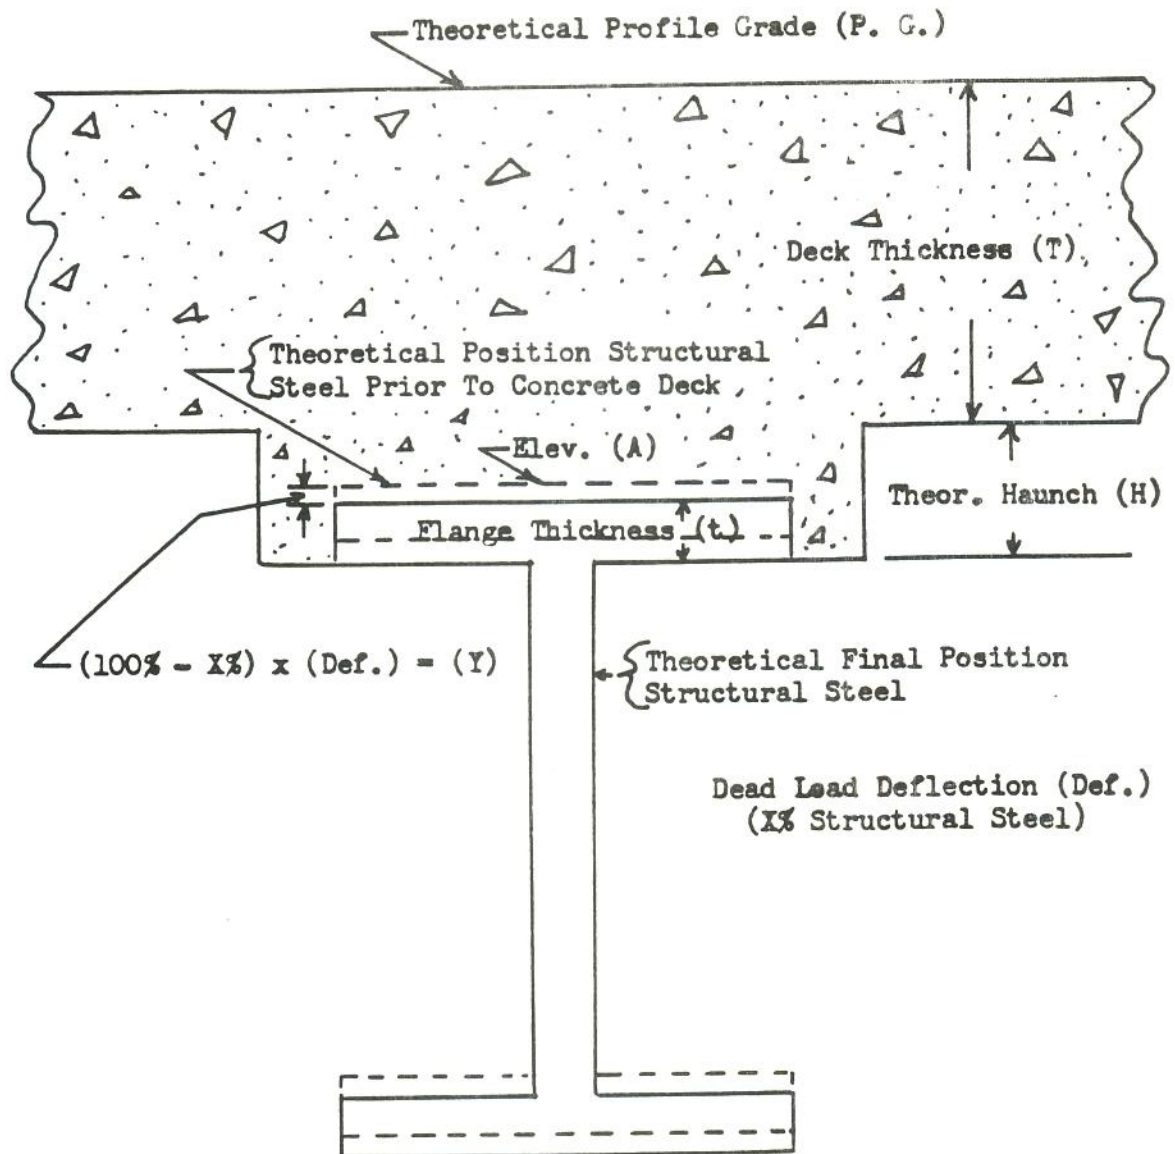 Theoretical Profile Grade (P. G.)
Deck Thickness (T)
Theoretical Position Structural
Steel Prior To Concrete Deck
Elev. (A)
Theor. Haunch (H)
Flange Thickness (t)
(100% - X%) x (Def.) = (Y)
Theoretical Final Position
Structural Steel
Dead Load Deflection (Def.)
(X% Structural Steel)